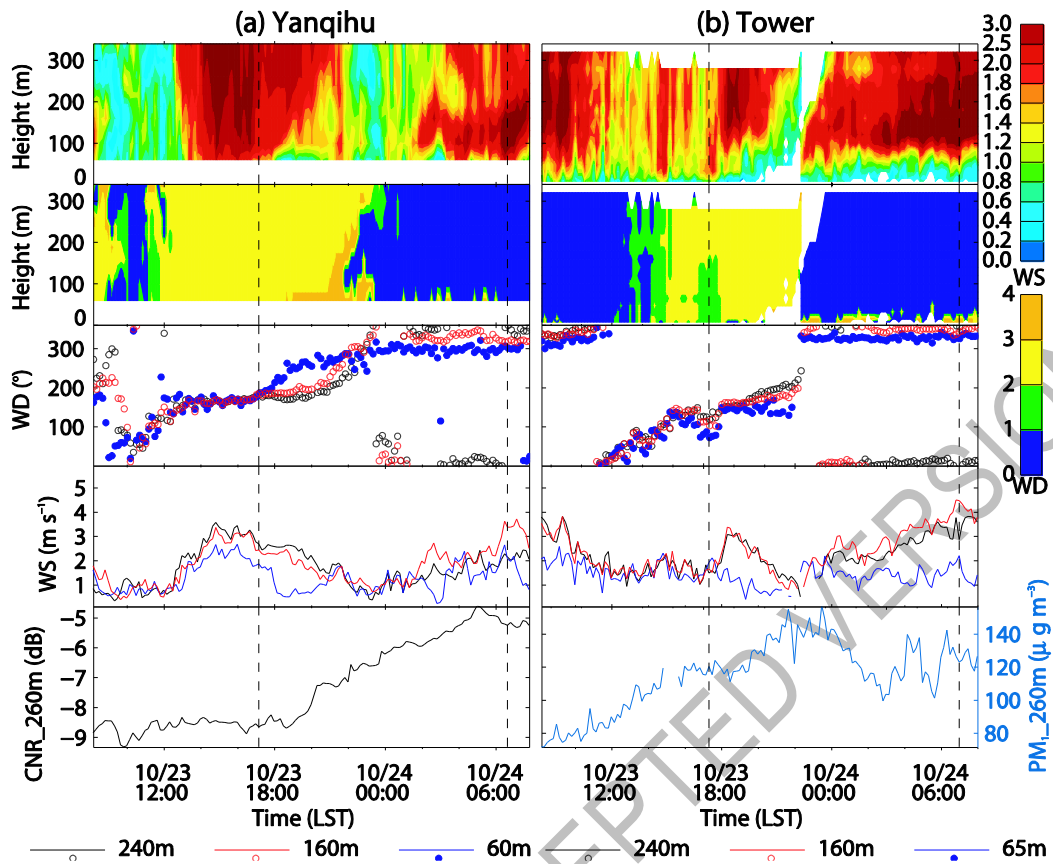 (a) Yanqihu
(b) Tower
Height (m)
300
200
100
0
3.0
2.5
2.0
1.8
1.6
1.4
1.2
1.0
0.8
0.6
0.4
0.2
0.0
WS
Height (m)
300
200
100
0
4
3
2
1
0
WD
WD (°)
300
200
100
WS (m s⁻¹)
5
4
3
2
1
CNR_260m (dB)
−5
−6
−7
−8
−9
PM₁_260m (μ g m⁻³)
140
120
100
80
10/23 12:00
10/23 18:00
10/24 00:00
10/24 06:00
10/23 12:00
10/23 18:00
10/24 00:00
10/24 06:00
Time (LST)
Time (LST)
240m
160m
60m
240m
160m
65m
EPTED VERSION